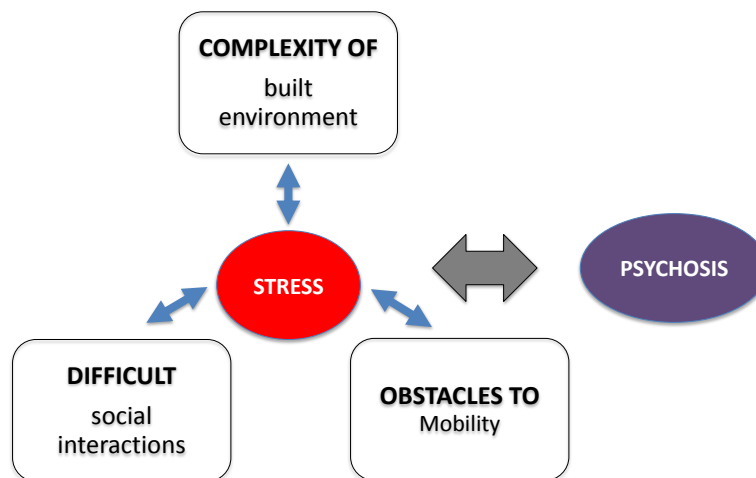 COMPLEXITY OF
built
environment
STRESS
PSYCHOSIS
DIFFICULT
social
interactions
OBSTACLES TO
Mobility